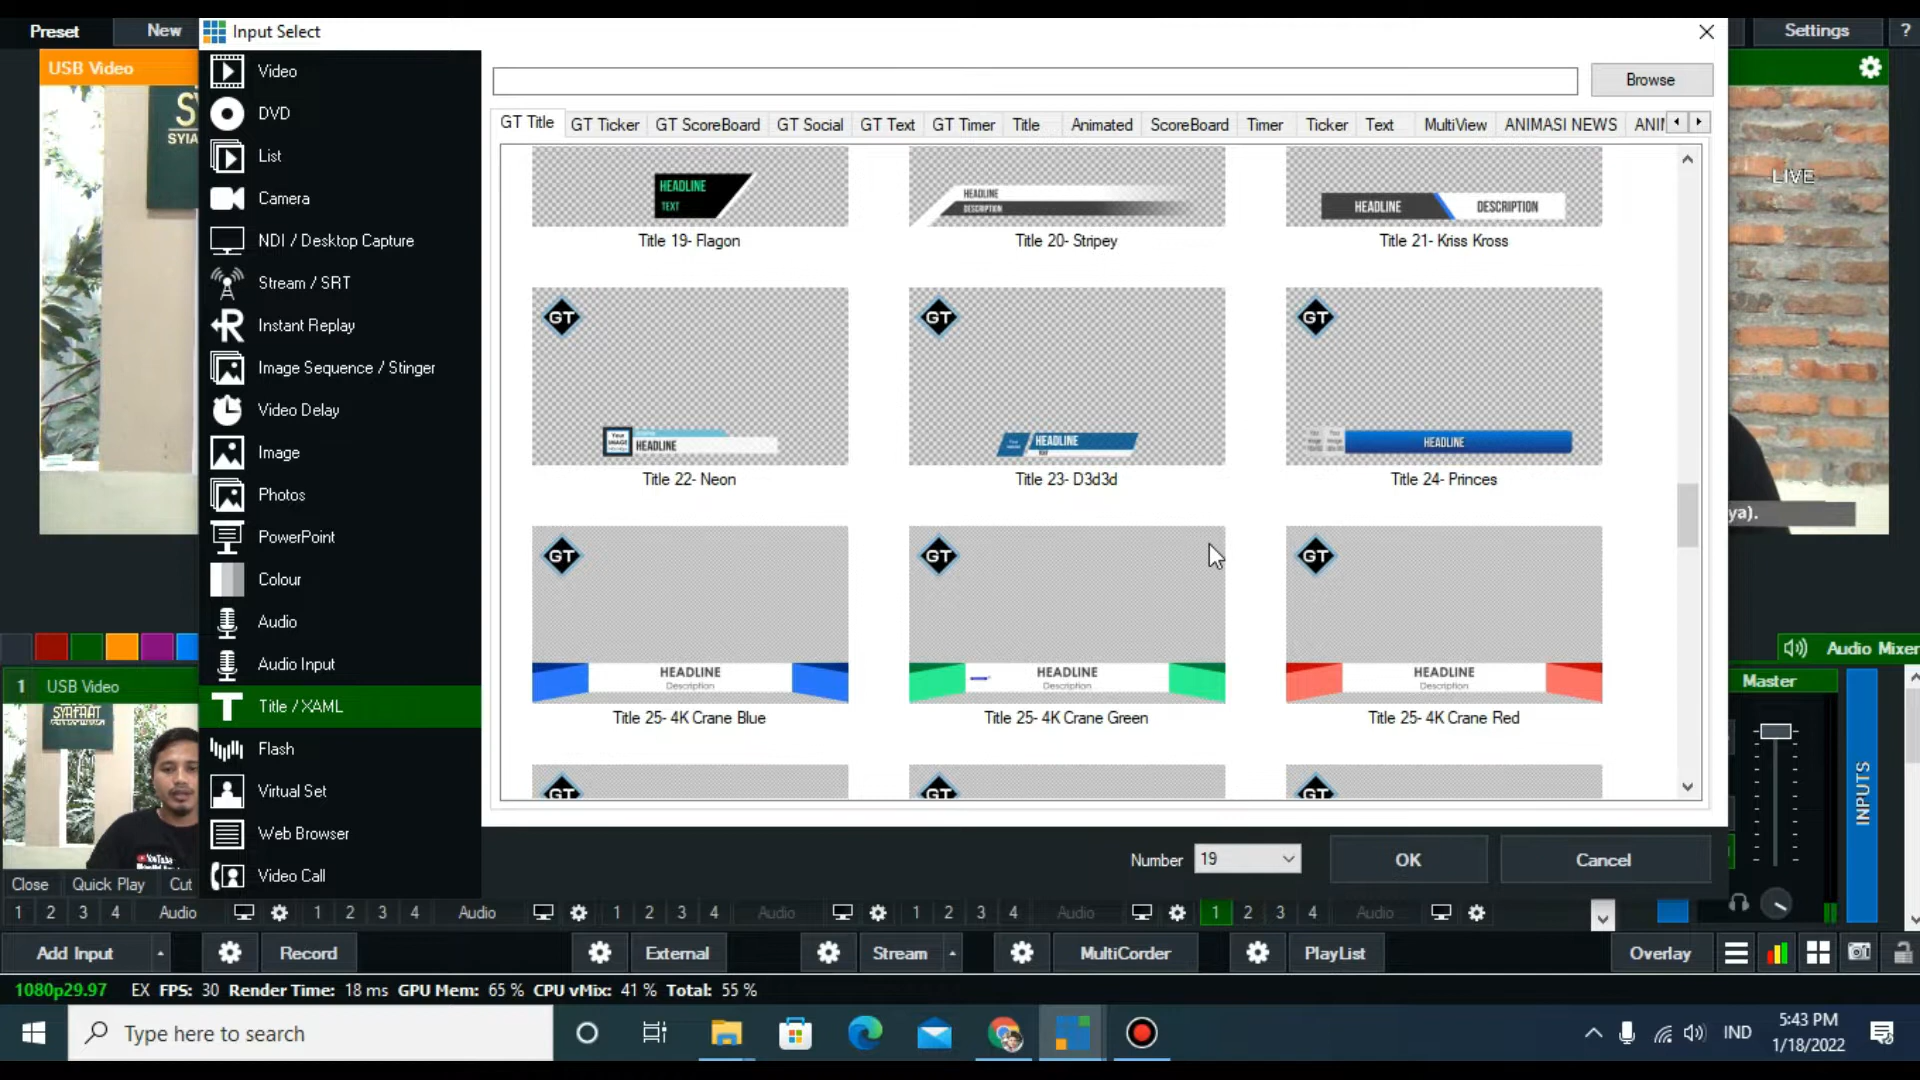 Preset
New
Input Select
Settings
?
USB Video
SYIA
Video
DVD
List
Camera
NDI / Desktop Capture
Stream / SRT
Instant Replay
Image Sequence / Stinger
Video Delay
Image
Photos
PowerPoint
Colour
Audio
Audio Input
Title / XAML
Flash
Virtual Set
Web Browser
Video Call
Browse
GT Title
GT Ticker
GT ScoreBoard
GT Social
GT Text
GT Timer
Title
Animated
ScoreBoard
Timer
Ticker
Text
MultiView
ANIMASI NEWS
HEADLINE
TEXT
HEADLINE
DESCRIPTION
HEADLINE
DESCRIPTION
Title 19- Flagon
Title 20- Stripey
Title 21- Kriss Kross
GT
GT
GT
HEADLINE
HEADLINE
HEADLINE
Title 22- Neon
Title 23- D3d3d
Title 24- Princes
GT
GT
GT
HEADLINE
Description
HEADLINE
Description
HEADLINE
Description
Title 25- 4K Crane Blue
Title 25- 4K Crane Green
Title 25- 4K Crane Red
GT
GT
GT
Number
19
OK
Cancel
LIVE
ya).
Audio Mixer
Master
INPUTS
1 USB Video
SYAFAAT
YouTube
Close
Quick Play
Cut
1 2 3 4 Audio
1 2 3 4 Audio
1 2 3 4 Audio
1 2 3 4 Audio
1 2 3 4 Audio
Add Input
Record
External
Stream
MultiCorder
PlayList
Overlay
1080p29.97 EX FPS: 30 Render Time: 18 ms GPU Mem: 65 % CPU vMix: 41 % Total: 55 %
Type here to search
IND
5:43 PM
1/18/2022